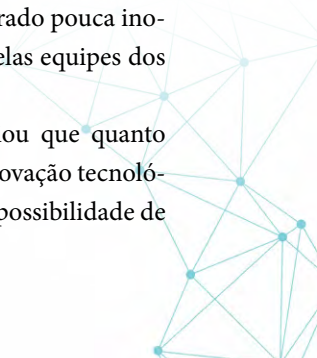 rado pouca ino-
elas equipes dos
ou que quanto
ovação tecnoló-
possibilidade de